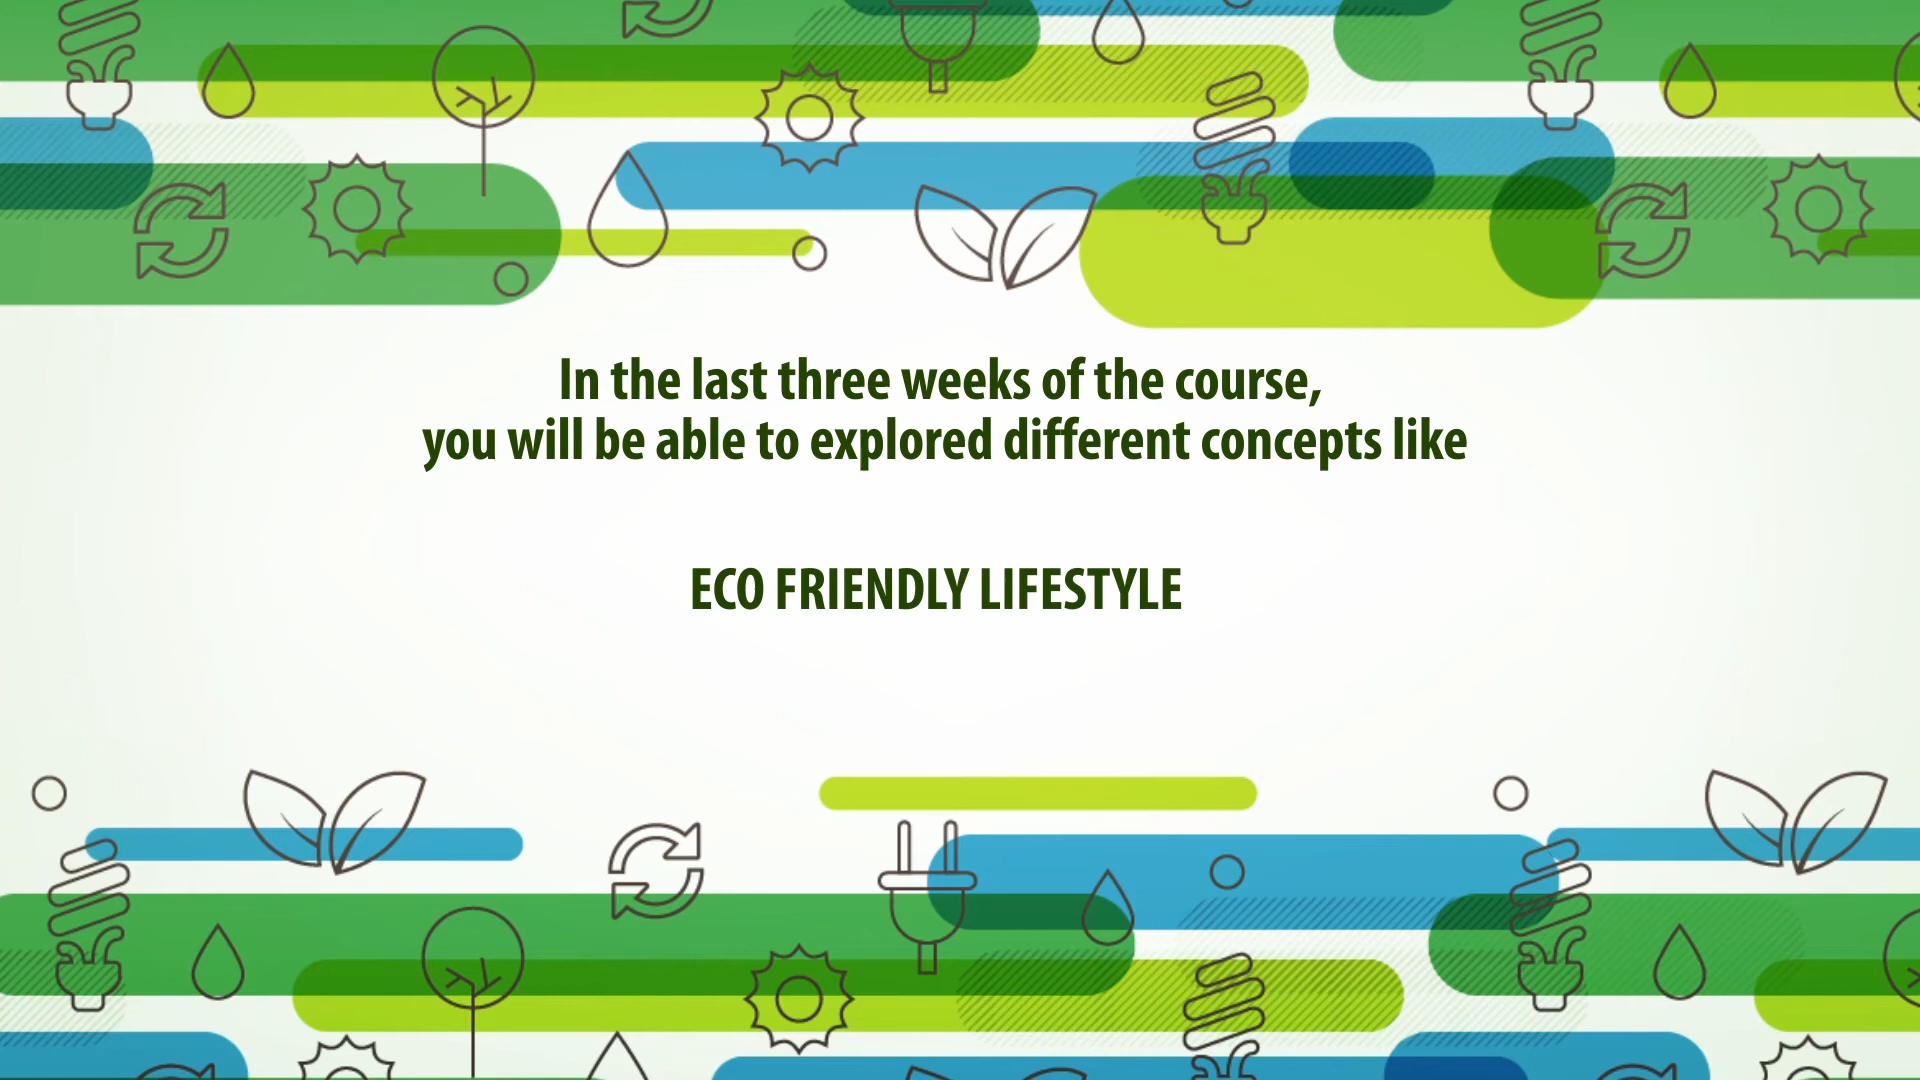 In the last three weeks of the course,
you will be able to explored different concepts like
ECO FRIENDLY LIFESTYLE